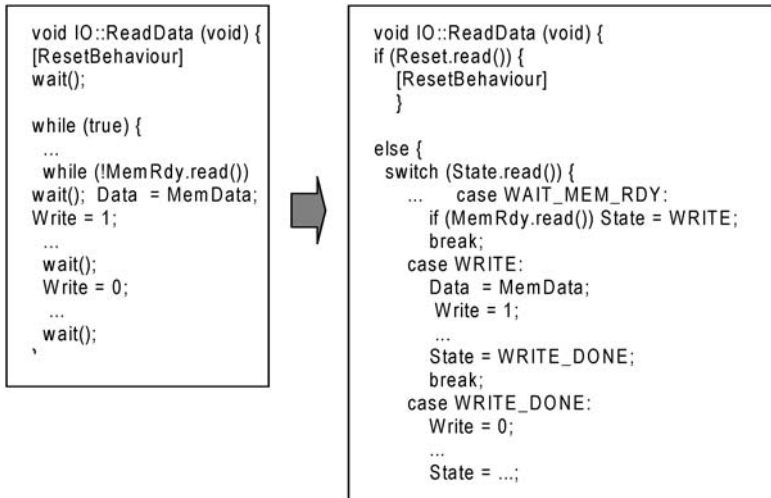 void IO::ReadData (void) {
[ResetBehaviour]
wait();
while (true) {
...
while (!MemRdy.read())
wait(); Data = MemData;
Write = 1;
...
wait();
Write = 0;
...
wait();
void IO::ReadData (void) {
if (Reset.read()) {
[ResetBehaviour]
}
else {
switch (State.read()) {
... case WAIT_MEM_RDY:
if (MemRdy.read()) State = WRITE;
break;
case WRITE:
Data = MemData;
Write = 1;
...
State = WRITE_DONE;
break;
case WRITE_DONE:
Write = 0;
...
State = ...;